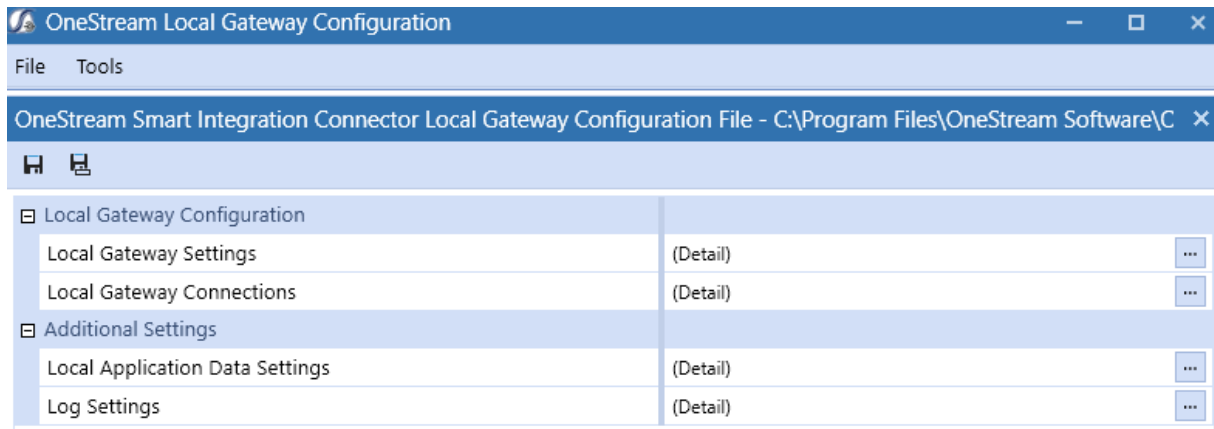 OneStream Local Gateway Configuration
File Tools
OneStream Smart Integration Connector Local Gateway Configuration File - C:\Program Files\OneStream Software\C
Local Gateway Configuration
Local Gateway Settings (Detail) ...
Local Gateway Connections (Detail) ...
Additional Settings
Local Application Data Settings (Detail) ...
Log Settings (Detail) ...